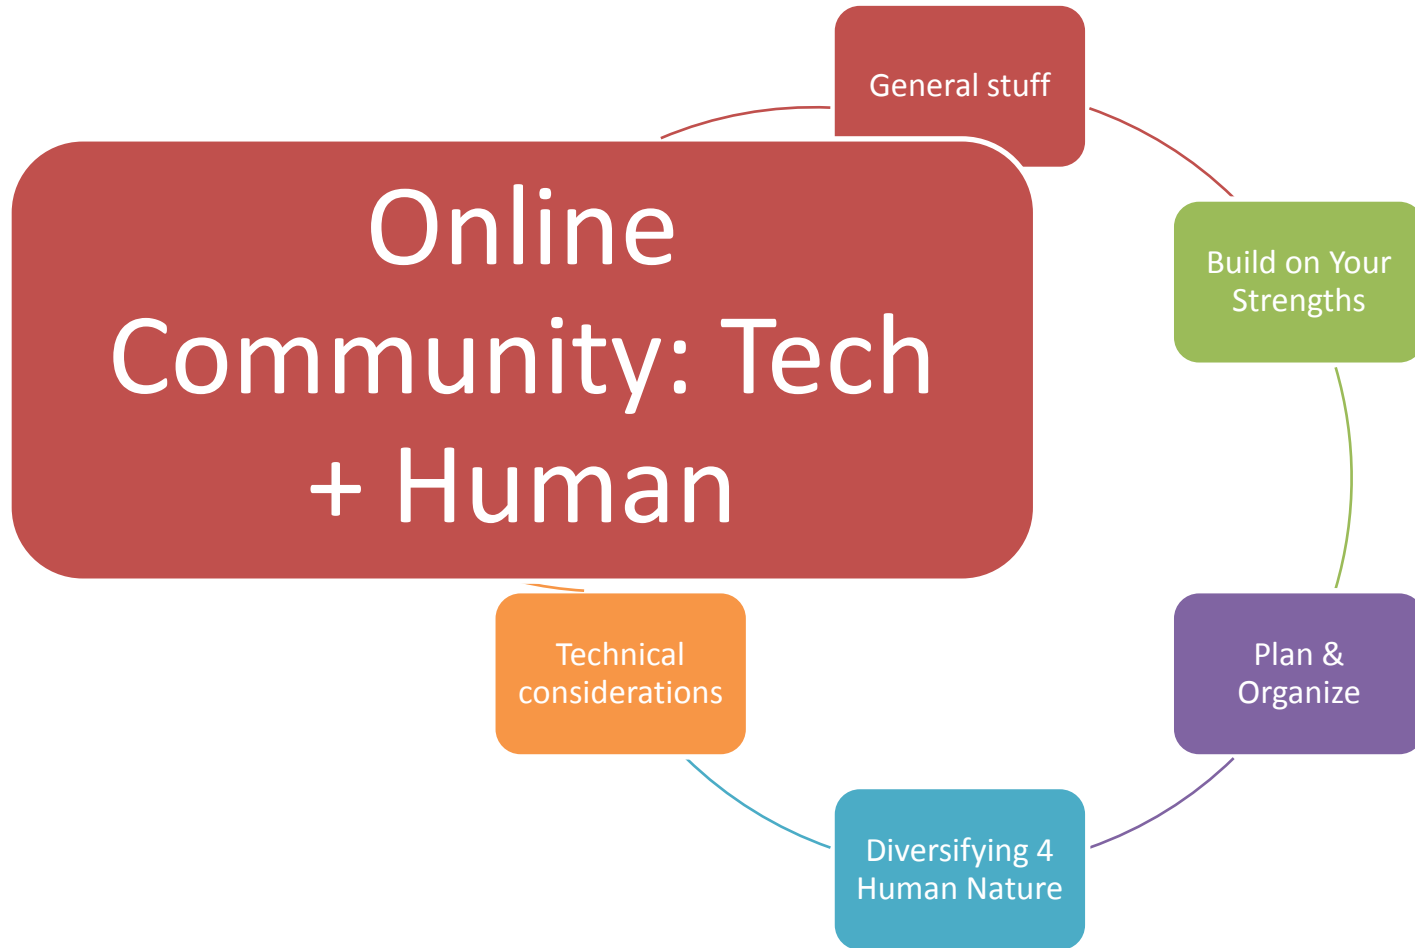 General stuff
Online
Community: Tech
+ Human
Build on Your
Strengths
Plan &
Organize
Diversifying 4
Human Nature
Technical
considerations